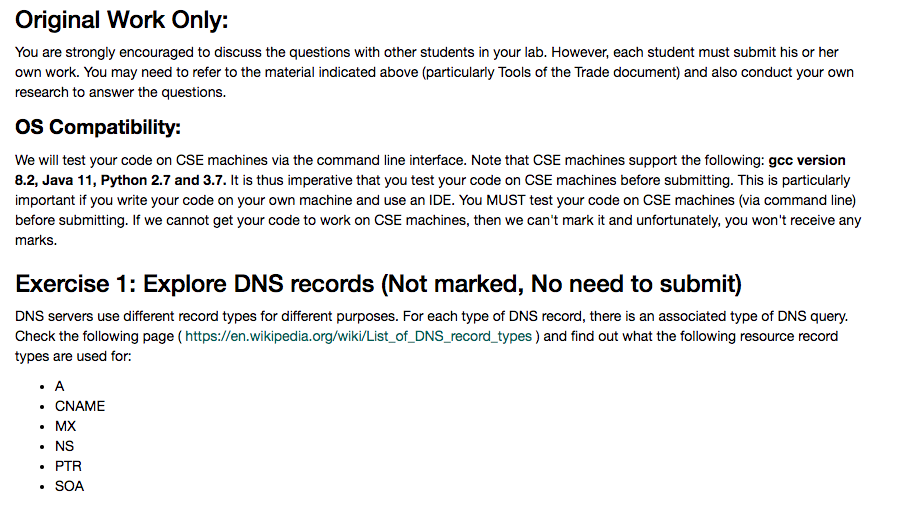 Original Work Only:
You are strongly encouraged to discuss the questions with other students in your lab. However, each student must submit his or her
own work. You may need to refer to the material indicated above (particularly Tools of the Trade document) and also conduct your own
research to answer the questions.
OS Compatibility:
We will test your code on CSE machines via the command line interface. Note that CSE machines support the following: gcc version
8.2, Java 11, Python 2.7 and 3.7. It is thus imperative that you test your code on CSE machines before submitting. This is particularly
important if you write your code on your own machine and use an IDE. You MUST test your code on CSE machines (via command line)
before submitting. If we cannot get your code to work on CSE machines, then we can't mark it and unfortunately, you won't receive any
marks.
Exercise 1: Explore DNS records (Not marked, No need to submit)
DNS servers use different record types for different purposes. For each type of DNS record, there is an associated type of DNS query.
Check the following page ( https://en.wikipedia.org/wiki/List_of_DNS_record_types ) and find out what the following resource record
types are used for:
• A
• CNAME
• MX
• NS
• PTR
• SOA